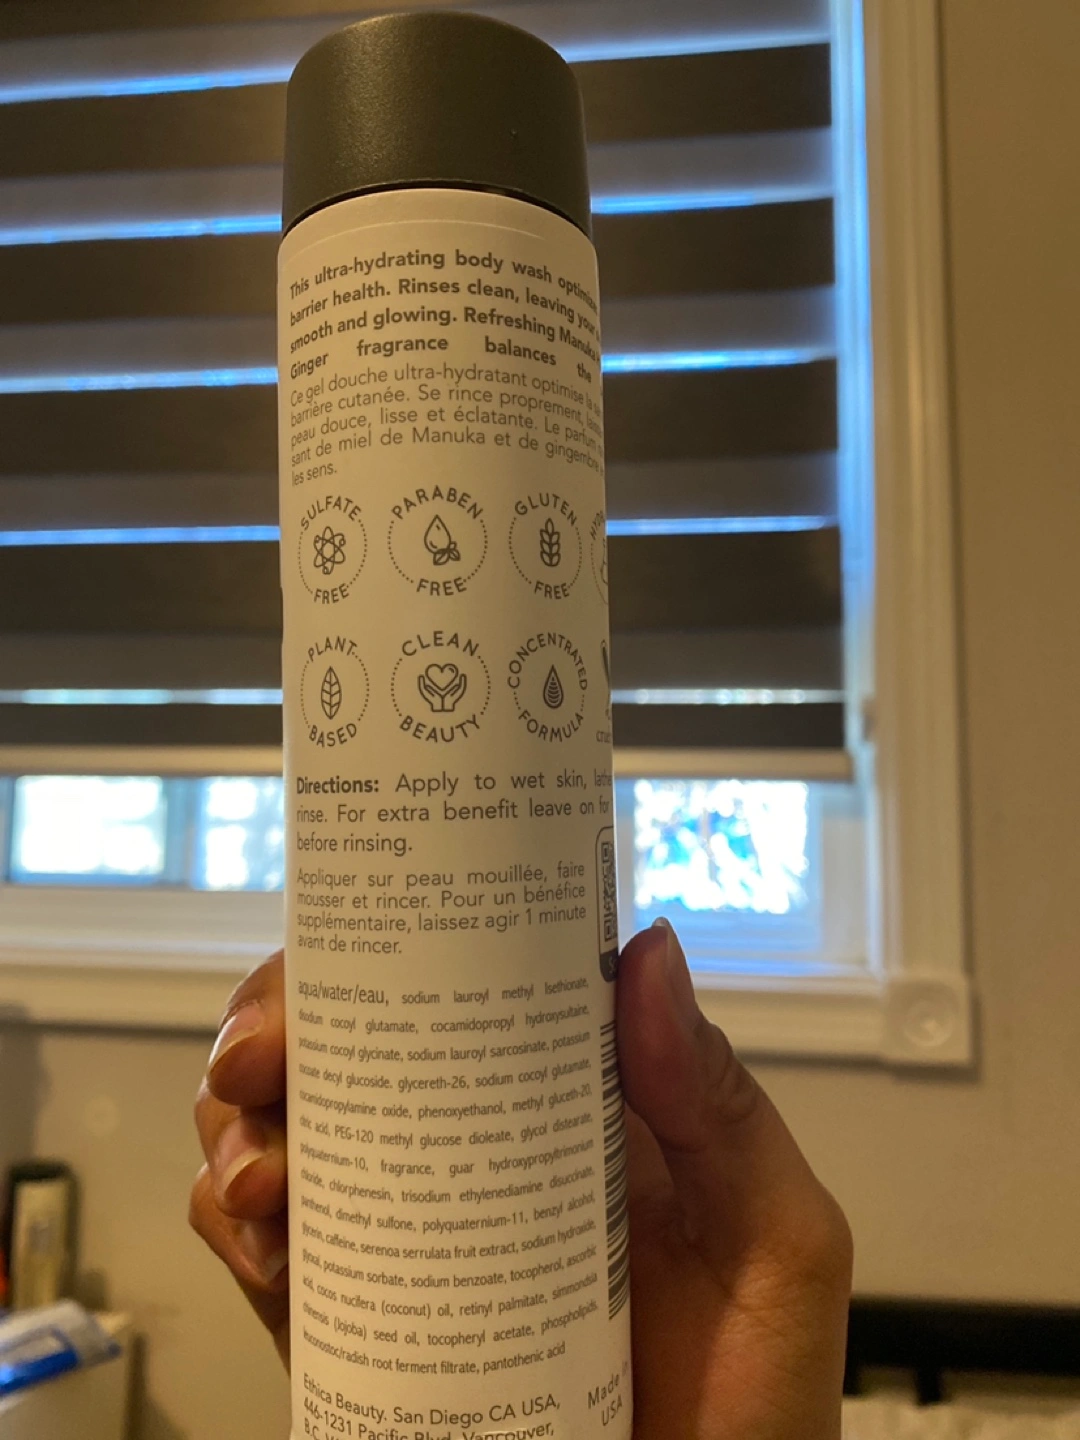 This ultra-hydrating body wash
barrier health. Rinses clean, leaving your
smooth and glowing. Refreshing Manuka
Ginger fragrance balances the
Ce gel douche ultra-hydratant optimise la
barrière cutanée. Se rince proprement,
peau douce, lisse et éclatante. Le parfum
sant de miel de Manuka et de gingembre
les sens.
SULFATE FREE
PARABEN FREE
GLUTEN FREE
PLANT BASED
CLEAN BEAUTY
CONCENTRATED FORMULA
Directions: Apply to wet skin,
rinse. For extra benefit leave on for
before rinsing.
Appliquer sur peau mouillée, faire
mousser et rincer. Pour un bénéfice
supplémentaire, laissez agir 1 minute
avant de rincer.
aqua/water/eau, sodium lauroyl methyl Isethionate,
disodium cocoyl glutamate, cocamidopropyl hydroxysultaine,
potassium cocoyl glycinate, sodium lauroyl sarcosinate, potassium
cocoate decyl glucoside. glycereth-26, sodium cocoyl glutamate,
cocamidopropylamine oxide, phenoxyethanol, methyl gluceth-20,
citric acid, PEG-120 methyl glucose dioleate, glycol distearate,
polyquaternium-10, fragrance, guar hydroxypropyltrimonium
chloride, chlorphenesin, trisodium ethylenediamine disuccinate,
panthenol, dimethyl sulfone, polyquaternium-11, benzyl alcohol,
glycerin, caffeine, serenoa serrulata fruit extract, sodium hydroxide,
potassium sorbate, sodium benzoate, tocopherol, ascorbic
acid, cocos nucifera (coconut) oil, retinyl palmitate, simmondsia
chinensis (Jojoba) seed oil, tocopheryl acetate, phospholipids,
leuconostoc/radish root ferment filtrate, pantothenic acid
Ethica Beauty. San Diego CA USA,
446-1231 Pacific Blvd. Vancouver,
B.C.
Made in
USA